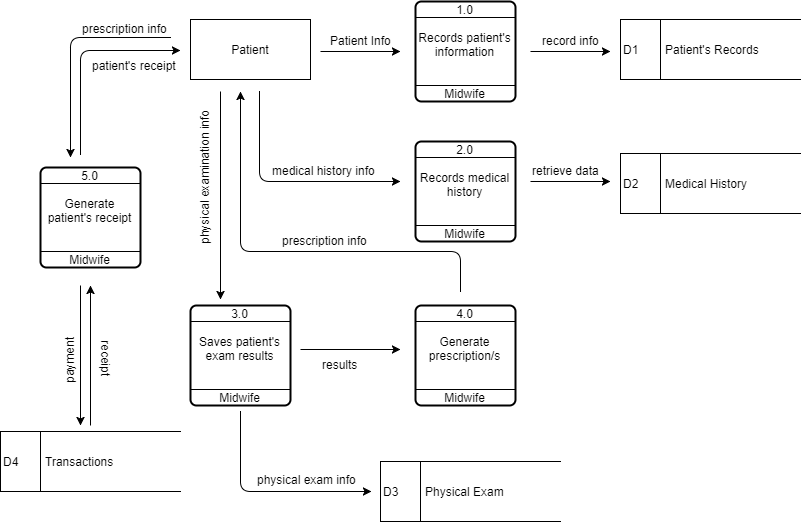 prescription info
patient's receipt
Patient
Patient Info
1.0
Records patient's
information
Midwife
record info
D1
Patient's Records
physical examination info
medical history info
2.0
Records medical
history
Midwife
retrieve data
D2
Medical History
5.0
Generate
patient's receipt
Midwife
prescription info
3.0
Saves patient's
exam results
Midwife
results
4.0
Generate
prescription/s
Midwife
payment
receipt
D4
Transactions
physical exam info
D3
Physical Exam